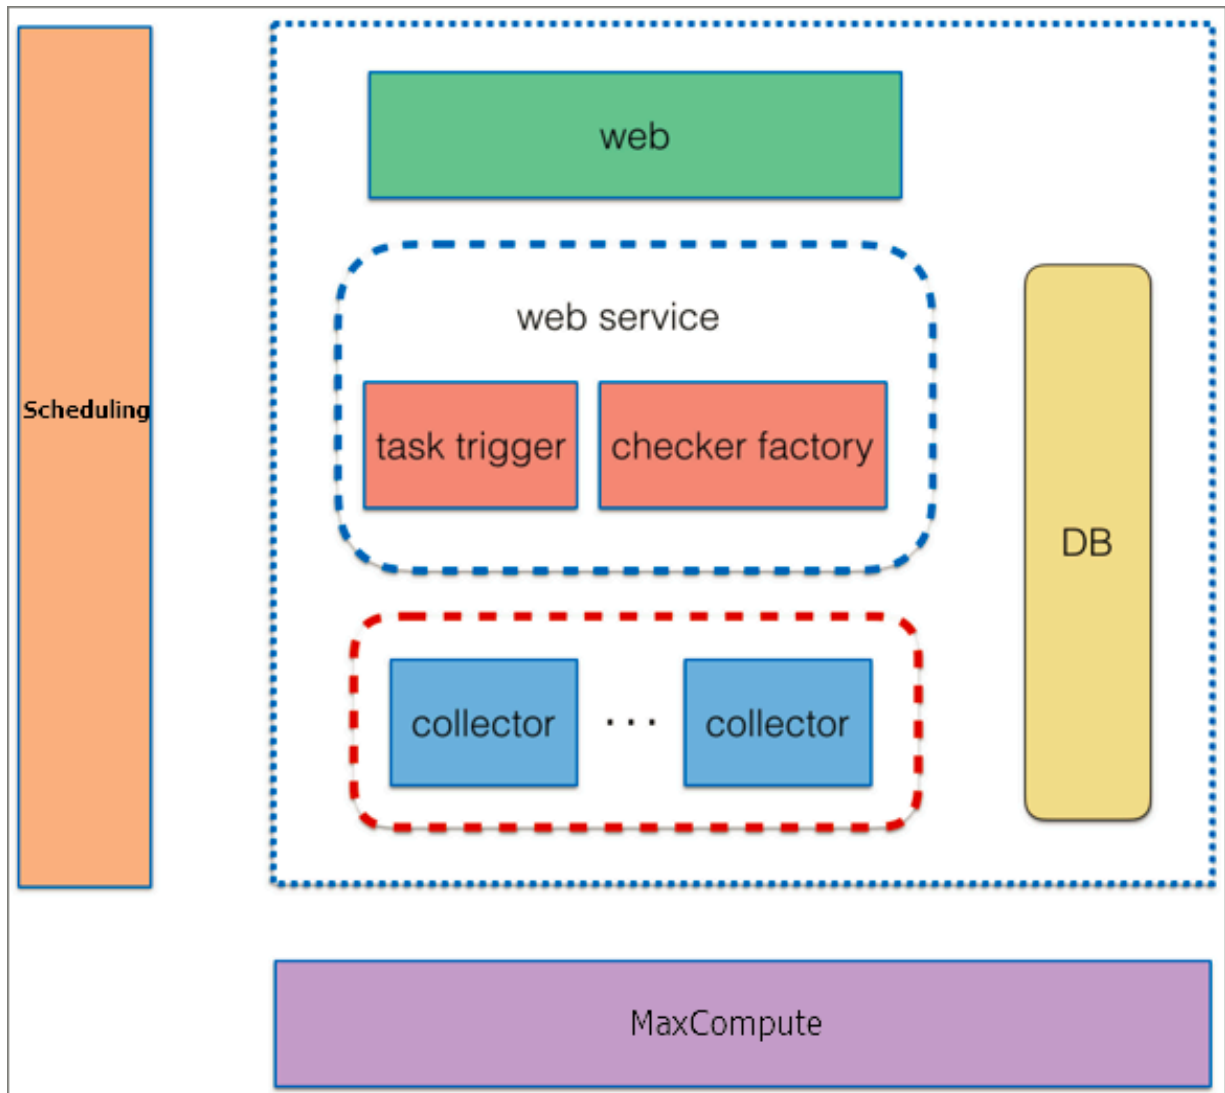 web
web service
Scheduling
task trigger
checker factory
DB
collector
...
collector
MaxCompute